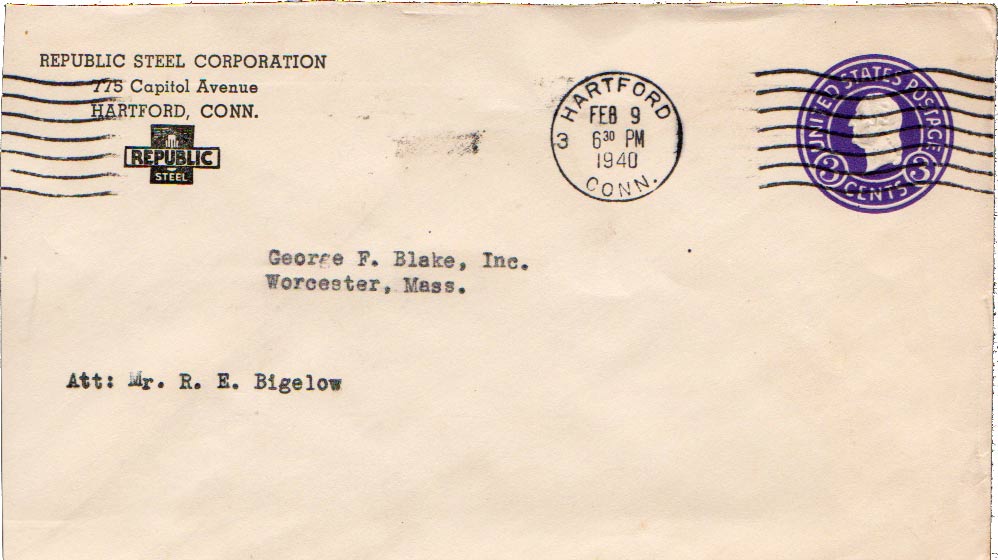 REPUBLIC STEEL CORPORATION
775 Capitol Avenue
HARTFORD, CONN.
REPUBLIC
STEEL
HARTFORD
FEB 9
3 6 30 PM
1940
CONN.
UNITED STATES POSTAGE
3 CENTS 3
George F. Blake, Inc.
Worcester, Mass.
Att: Mr. R. E. Bigelow